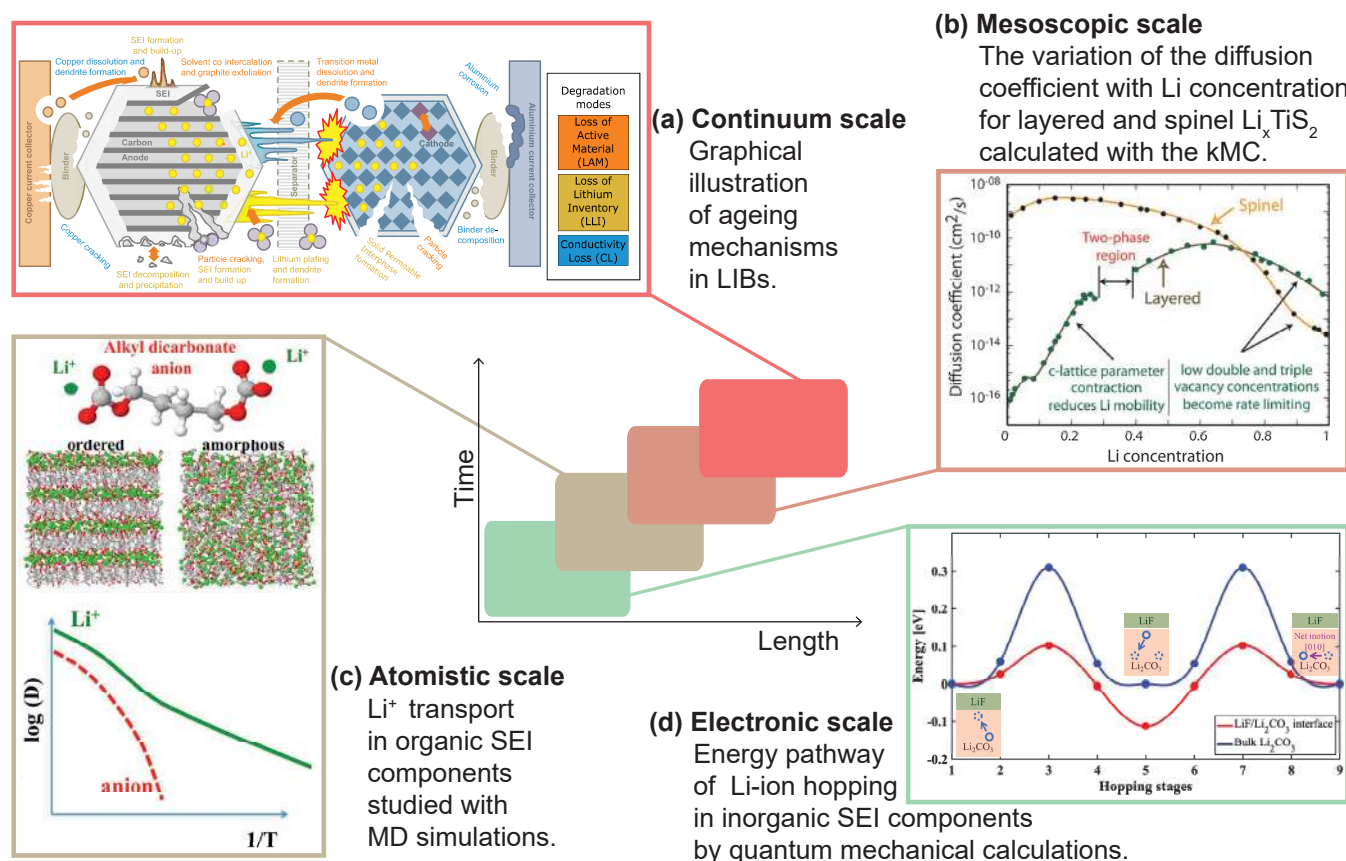 SEI formation
and build-up
Copper dissolution and
dendrite formation
Solvent co intercalation
and graphite exfoliation
Transition metal
dissolution and
dendrite formation
Aluminium
corrosion
SEI
Copper current collector
Binder
Carbon
Anode
Li+
Separator
Cathode
Binder
Aluminium current collector
Copper cracking
SEI decomposition
and precipitation
Particle cracking,
SEI formation
and build up
Lithium plating
and dendrite
formation
Solid Permeable
Interphase
formation
Particle
cracking
Binder de-
composition
Degradation
modes
Loss of
Active
Material
(LAM)
Loss of
Lithium
Inventory
(LLI)
Conductivity
Loss (CL)
(a) Continuum scale
Graphical
illustration
of ageing
mechanisms
in LIBs.
(b) Mesoscopic scale
The variation of the diffusion
coefficient with Li concentration
for layered and spinel LixTiS2
calculated with the kMC.
Diffusion coefficient (cm2/s)
10-08
10-10
10-12
10-14
10-16
Spinel
Two-phase
region
Layered
c-lattice parameter
contraction
reduces Li mobility
low double and triple
vacancy concentrations
become rate limiting
0 0.2 0.4 0.6 0.8 1
Li concentration
Alkyl dicarbonate
anion
Li+
Li+
ordered amorphous
Li+
anion
log (D)
1/T
(c) Atomistic scale
Li+ transport
in organic SEI
components
studied with
MD simulations.
Time
Length
(d) Electronic scale
Energy pathway
of Li-ion hopping
in inorganic SEI components
by quantum mechanical calculations.
Energy [eV]
0.3
0.2
0.1
0
-0.1
-0.2
LiF
Li2CO3
LiF
Li2CO3
LiF
Net motion
[010]
Li2CO3
LiF/Li2CO3 interface
Bulk Li2CO3
1 2 3 4 5 6 7 8 9
Hopping stages